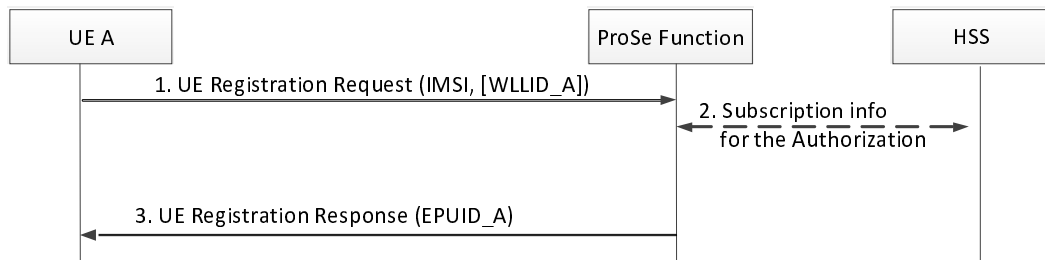 UE A
ProSe Function
HSS
1. UE Registration Request (IMSI, [WLLID_A])
2. Subscription info
for the Authorization
3. UE Registration Response (EPUID_A)